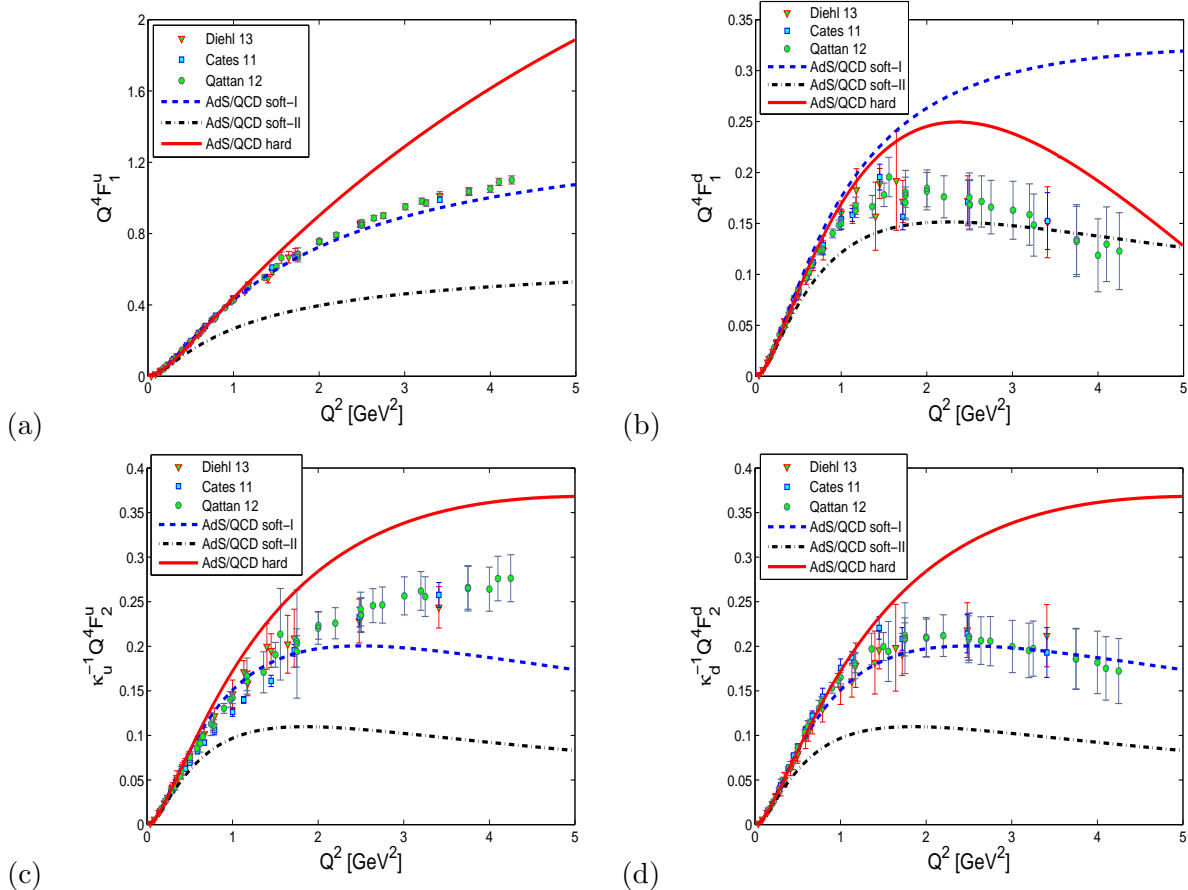 2
1.6
1.2
0.8
0.4
0
0 1 2 3 4 5
Q⁴F₁ᵘ
Q² [GeV²]
Diehl 13
Cates 11
Qattan 12
AdS/QCD soft−I
AdS/QCD soft−II
AdS/QCD hard
(a)
0.35
0.3
0.25
0.2
0.15
0.1
0.05
0
0 1 2 3 4 5
Q⁴F₁ᵈ
Q² [GeV²]
Diehl 13
Cates 11
Qattan 12
AdS/QCD soft−I
AdS/QCD soft−II
AdS/QCD hard
(b)
0.4
0.35
0.3
0.25
0.2
0.15
0.1
0.05
0
0 1 2 3 4 5
κᵤ⁻¹Q⁴F₂ᵘ
Q² [GeV²]
Diehl 13
Cates 11
Qattan 12
AdS/QCD soft−I
AdS/QCD soft−II
AdS/QCD hard
(c)
0.4
0.35
0.3
0.25
0.2
0.15
0.1
0.05
0
0 1 2 3 4 5
κ_d⁻¹Q⁴F₂ᵈ
Q² [GeV²]
Diehl 13
Cates 11
Qattan 12
AdS/QCD soft−I
AdS/QCD soft−II
AdS/QCD hard
(d)